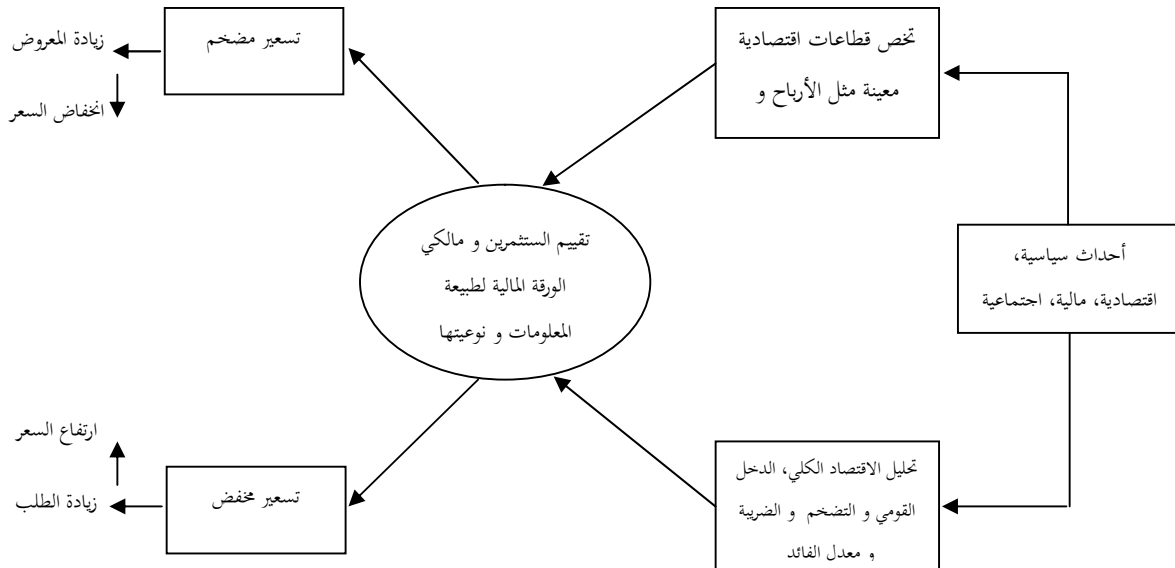 أحداث سياسية،
اقتصادية، مالية، اجتماعية
تخص قطاعات اقتصادية
معينة مثل الأرباح و
تحليل الاقتصاد الكلي، الدخل
القومي و التضخم و الضريبة
و معدل الفائد
تقييم الستثمرين و مالكي
الورقة المالية لطبيعة
المعلومات و نوعيتها
تسعير مضخم
زيادة المعروض
انخفاض السعر
تسعير مخفض
زيادة الطلب
ارتفاع السعر